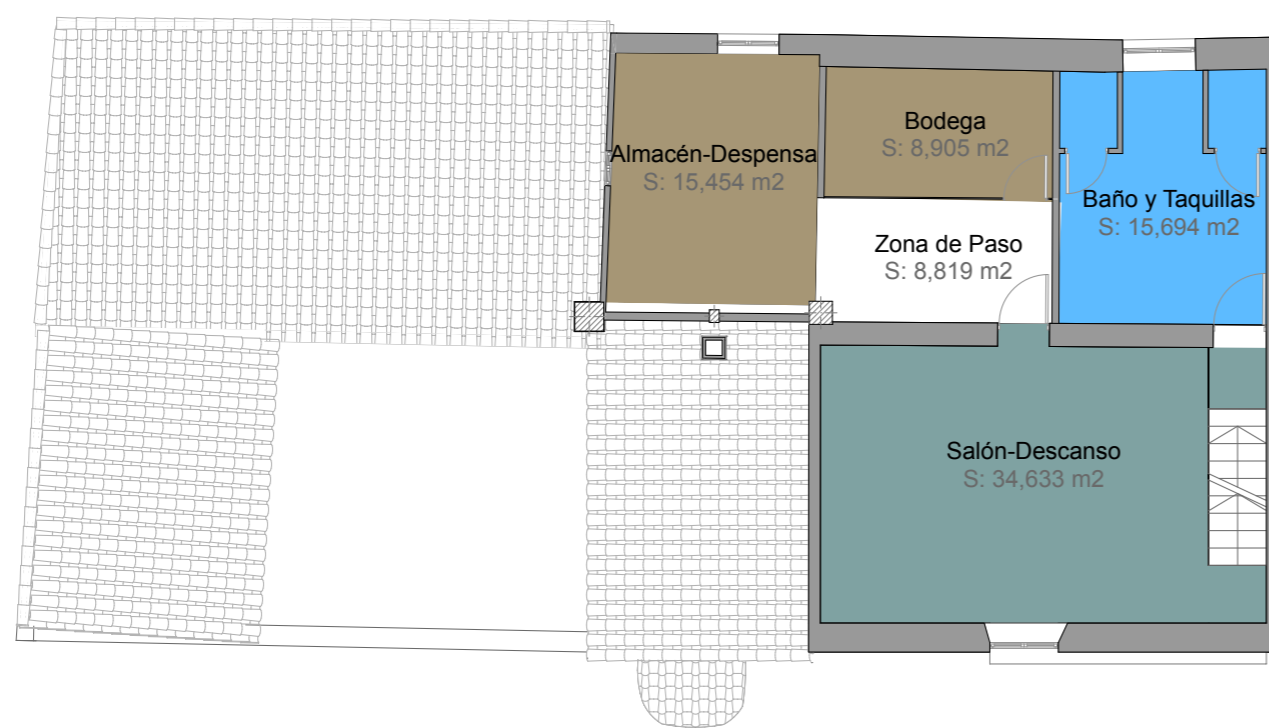 Almacén-Despensa
S: 15,454 m2
Bodega
S: 8,905 m2
Baño y Taquillas
S: 15,694 m2
Zona de Paso
S: 8,819 m2
Salón-Descanso
S: 34,633 m2